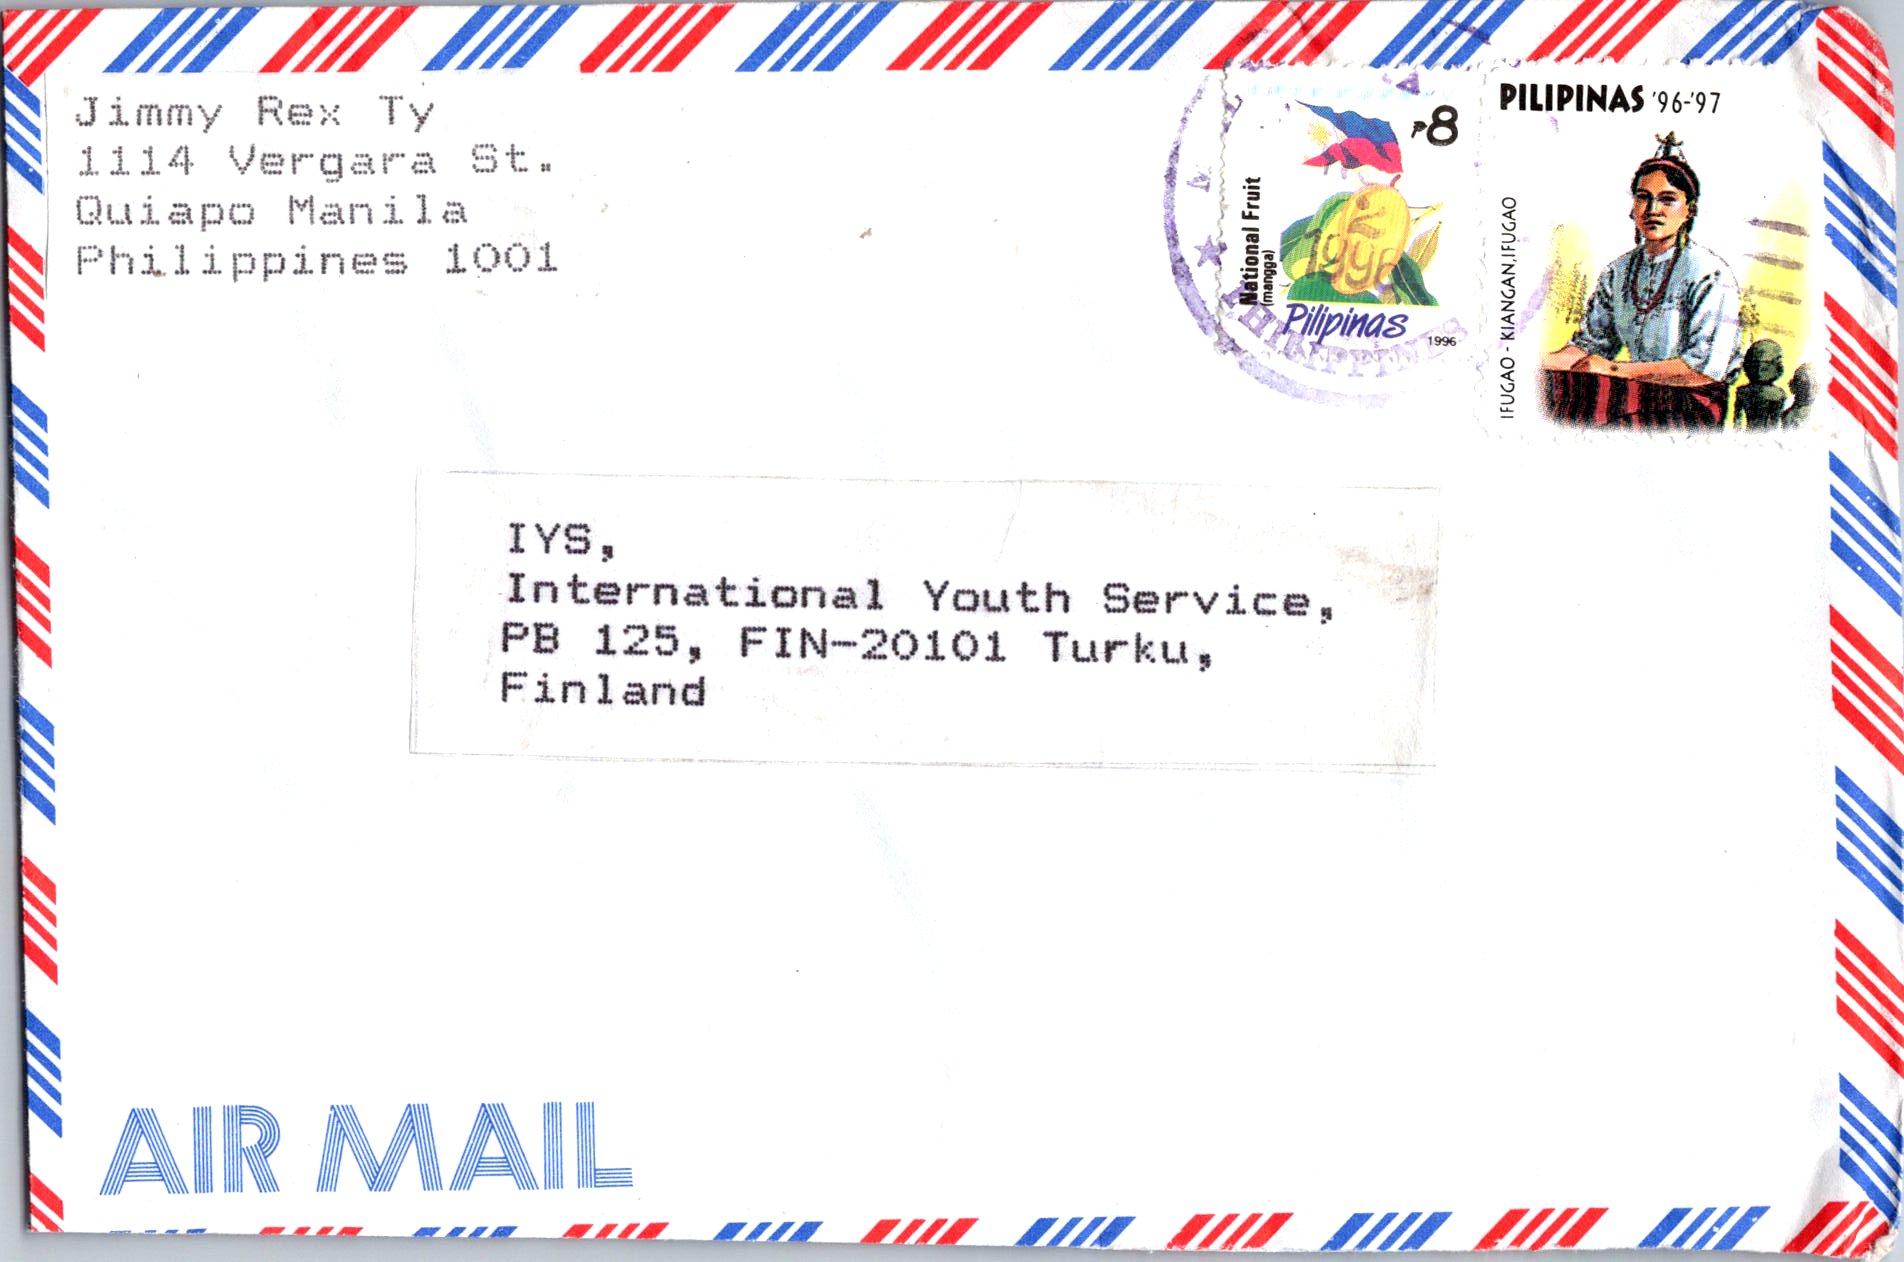 Jimmy Rex Ty
1114 Vergara St.
Quiapo Manila
Philippines 1001
₱8
National Fruit
(mangga)
Pilipinas
1996
PILIPINAS '96-'97
IFUGAO - KIANGAN, IFUGAO
PHILIPPINES
IYS,
International Youth Service,
PB 125, FIN-20101 Turku,
Finland
AIR MAIL